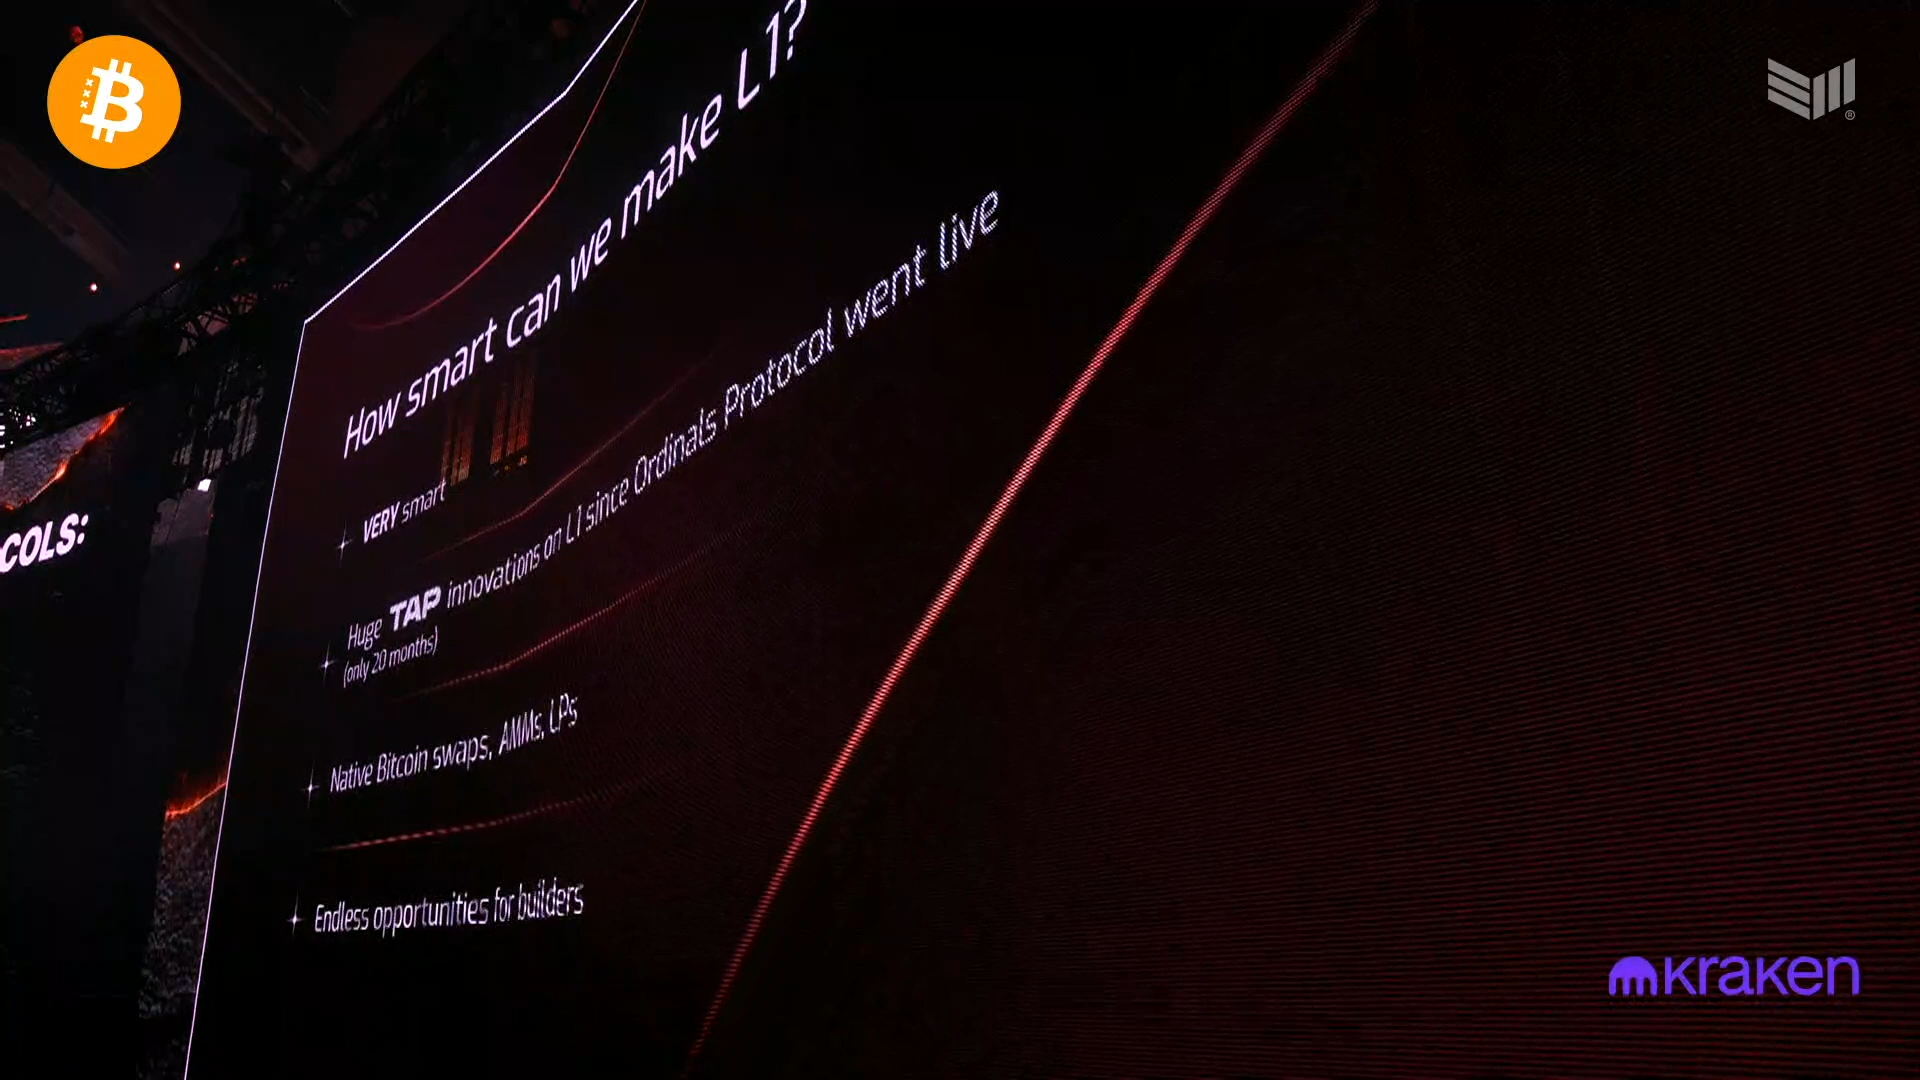 How smart can we make L1?
VERY smart
Huge TAP innovations on L1 since Ordinals Protocol went live
(only 20 months)
Native Bitcoin swaps, AMMs, LPs
Endless opportunities for builders
COLS:
kraken